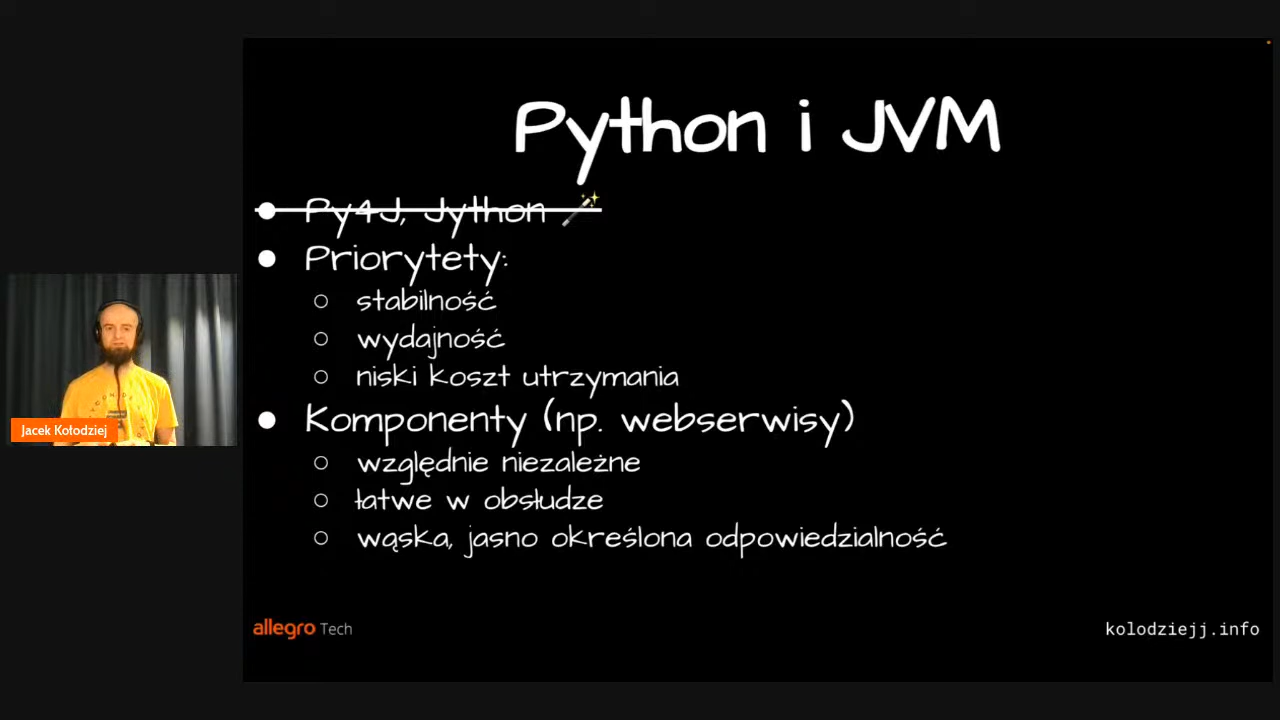 Python i JVM
Py4J, Jython
Priorytety:
stabilność
wydajność
niski koszt utrzymania
Komponenty (np. webserwisy)
względnie niezależne
łatwe w obsłudze
wąska, jasno określona odpowiedzialność
Jacek Kołodziej
allegro Tech
kolodziejj.info